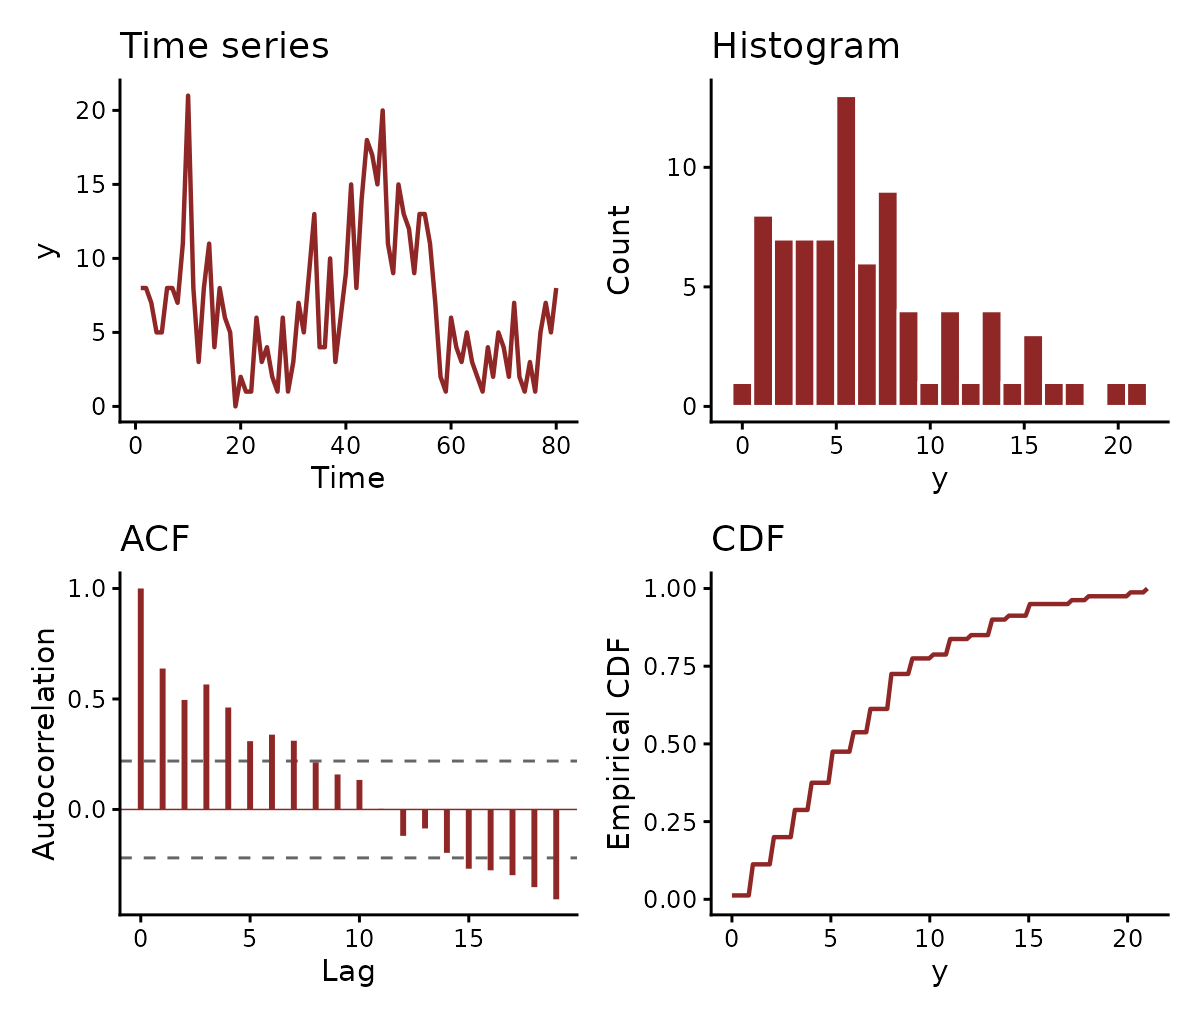 Time series
y
20
15
10
5
0
0 20 40 60 80
Time
Histogram
Count
10
5
0
0 5 10 15 20
y
ACF
Autocorrelation
1.0
0.5
0.0
0 5 10 15
Lag
CDF
Empirical CDF
1.00
0.75
0.50
0.25
0.00
0 5 10 15 20
y